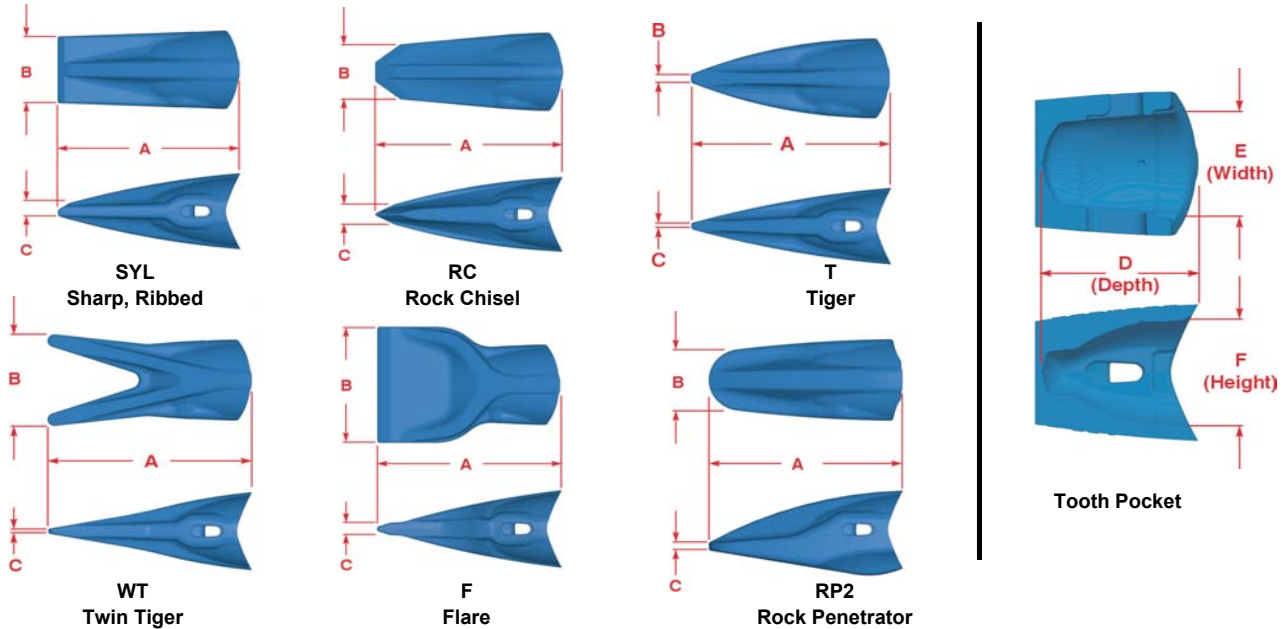 B
A
C
SYL
Sharp, Ribbed
B
A
C
RC
Rock Chisel
B
A
C
T
Tiger
B
A
C
WT
Twin Tiger
B
A
C
F
Flare
B
A
C
RP2
Rock Penetrator
E
(Width)
D
(Depth)
F
(Height)
Tooth Pocket